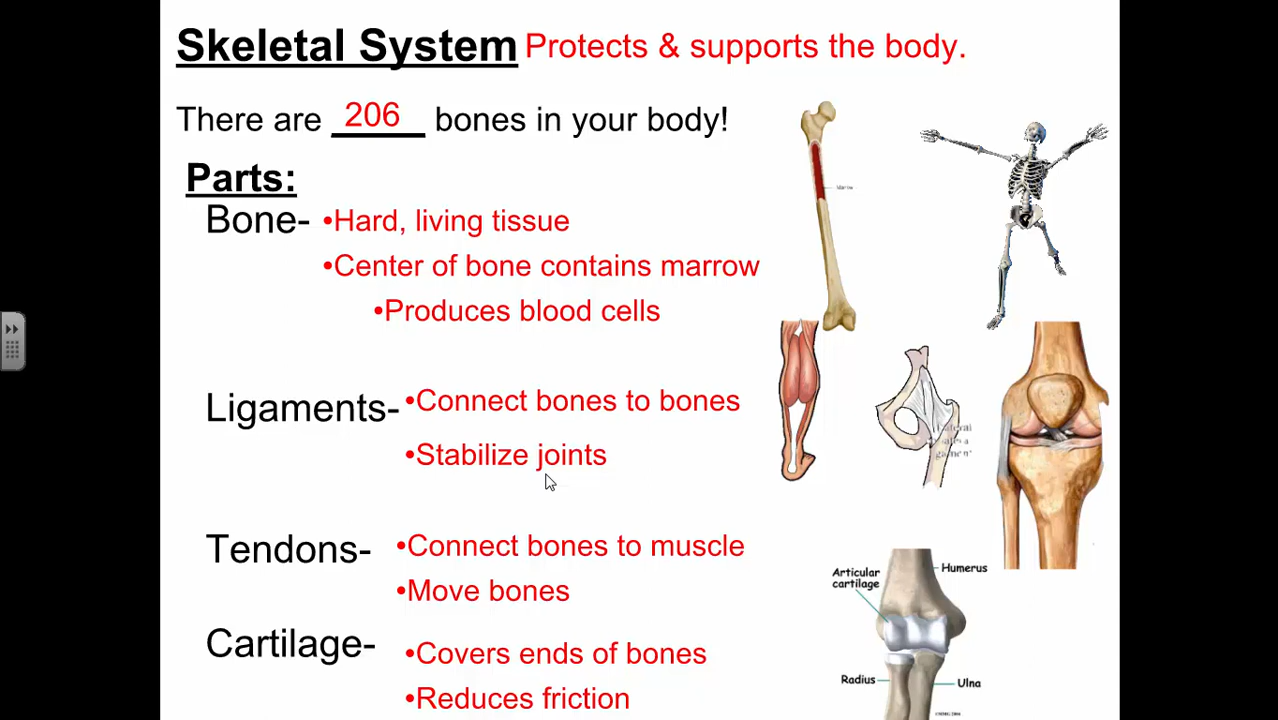 Skeletal System Protects & supports the body.
There are 206 bones in your body!
Parts:
Bone- •Hard, living tissue
•Center of bone contains marrow
•Produces blood cells
Ligaments- •Connect bones to bones
•Stabilize joints
Tendons- •Connect bones to muscle
•Move bones
Cartilage- •Covers ends of bones
•Reduces friction
Articular
cartilage
Humerus
Radius
Ulna